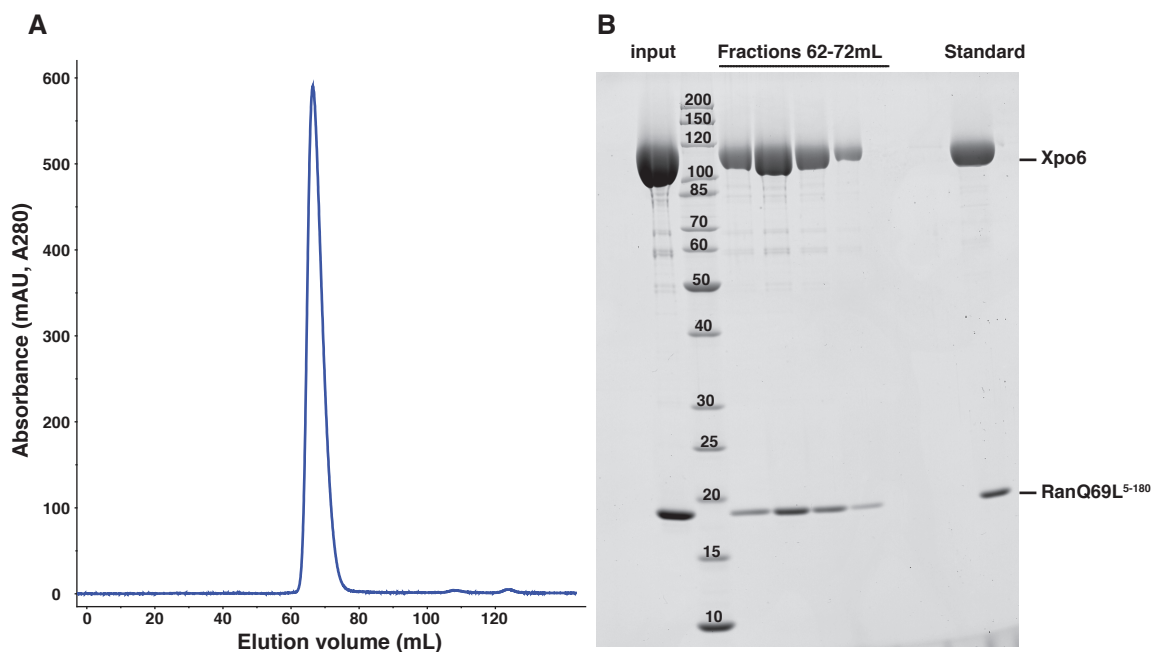 A
Absorbance (mAU, A280)
600
500
400
300
200
100
0
0 20 40 60 80 100 120
Elution volume (mL)
B
input Fractions 62-72mL Standard
200
150
120
100
85
70
60
50
40
30
25
20
15
10
Xpo6
RanQ69L⁵⁻¹⁸⁰